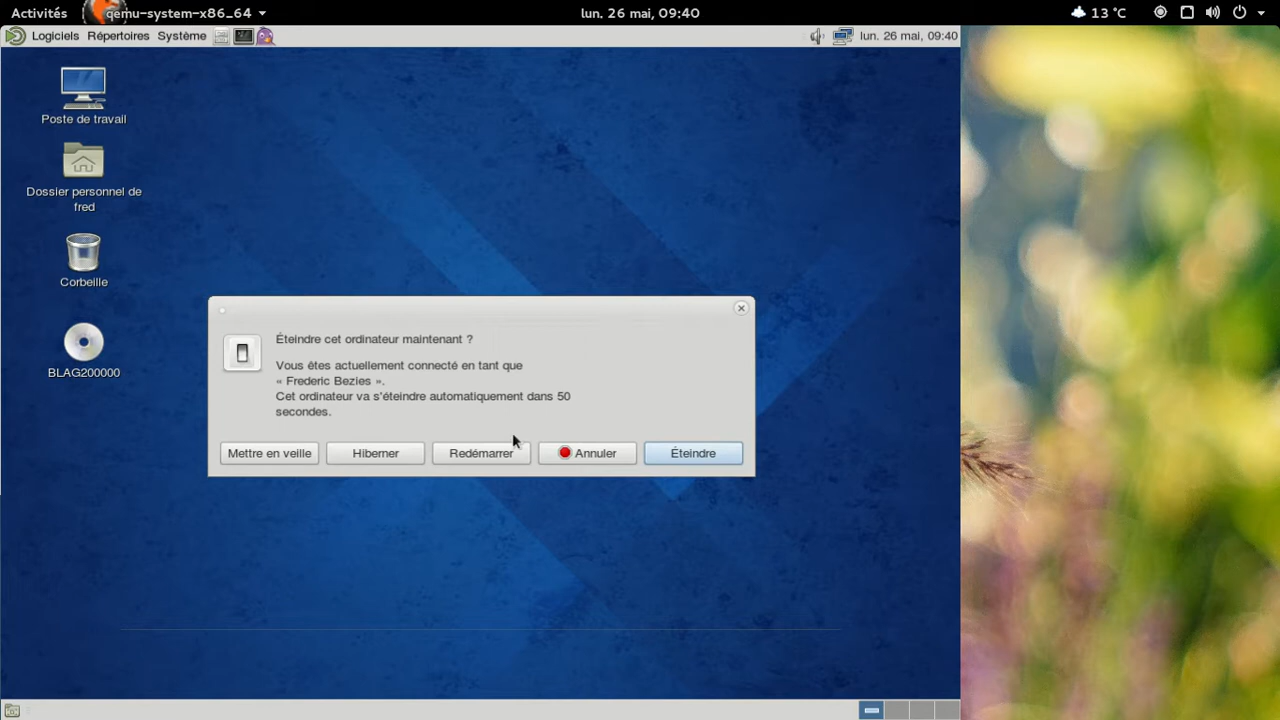 Activités
qemu-system-x86_64
lun. 26 mai, 09:40
13 °C
Logiciels Répertoires Système
lun. 26 mai, 09:40
Poste de travail
Dossier personnel de
fred
Corbeille
BLAG200000
Éteindre cet ordinateur maintenant ?
Vous êtes actuellement connecté en tant que
« Frederic Bezies ».
Cet ordinateur va s'éteindre automatiquement dans 50
secondes.
Mettre en veille
Hiberner
Redémarrer
Annuler
Éteindre